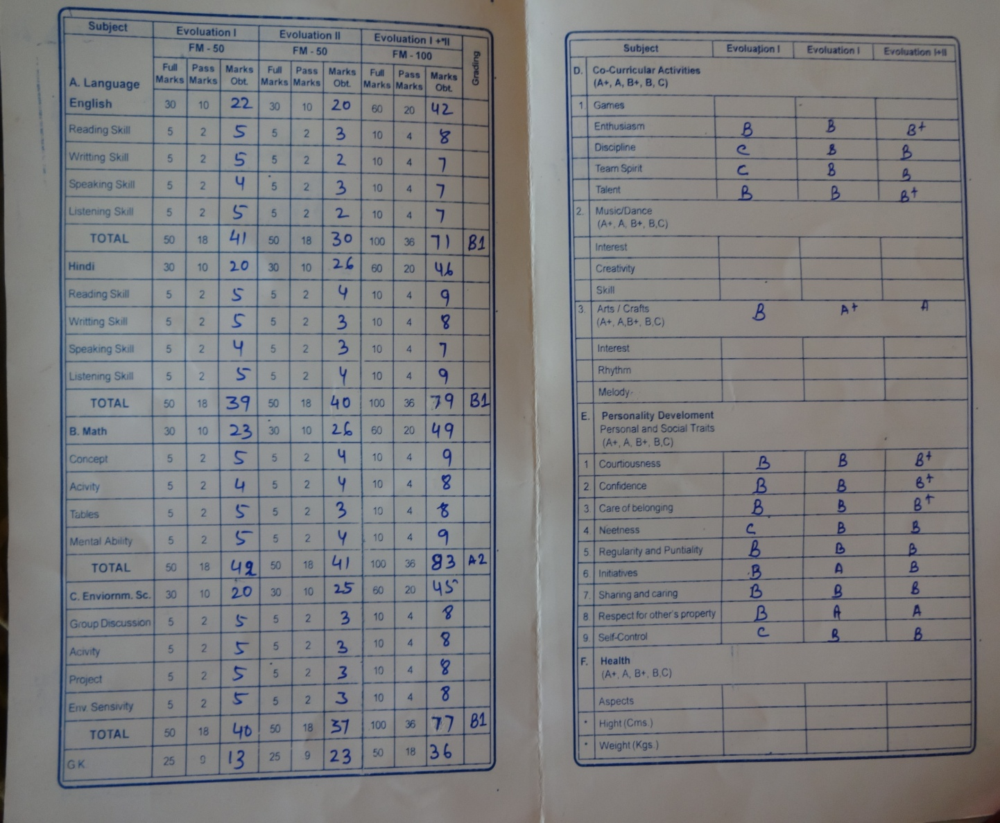 Subject Evoluation I Evoluation II Evoluation I +"II Grading
FM - 50 FM - 50 FM - 100
A. Language Full Marks Pass Marks Marks Obt. Full Marks Pass Marks Marks Obt. Full Marks Pass Marks Marks Obt.
English 30 10 22 30 10 20 60 20 42
Reading Skill 5 2 5 5 2 3 10 4 8
Writting Skill 5 2 5 5 2 2 10 4 7
Speaking Skill 5 2 4 5 2 3 10 4 7
Listening Skill 5 2 5 5 2 2 10 4 7
TOTAL 50 18 41 50 18 30 100 36 71 B1
Hindi 30 10 20 30 10 26 60 20 46
Reading Skill 5 2 5 5 2 4 10 4 9
Writting Skill 5 2 5 5 2 3 10 4 8
Speaking Skill 5 2 4 5 2 3 10 4 7
Listening Skill 5 2 5 5 2 4 10 4 9
TOTAL 50 18 39 50 18 40 100 36 79 B1
B. Math 30 10 23 30 10 26 60 20 49
Concept 5 2 5 5 2 4 10 4 9
Acivity 5 2 4 5 2 4 10 4 8
Tables 5 2 5 5 2 3 10 4 8
Mental Ability 5 2 5 5 2 4 10 4 9
TOTAL 50 18 42 50 18 41 100 36 83 A2
C. Enviornm. Sc. 30 10 20 30 10 25 60 20 45
Group Discussion 5 2 5 5 2 3 10 4 8
Acivity 5 2 5 5 2 3 10 4 8
Project 5 2 5 5 2 3 10 4 8
Env. Sensivity 5 2 5 5 2 3 10 4 8
TOTAL 50 18 40 50 18 37 100 36 77 B1
G K 25 9 13 25 9 23 50 18 36
Subject Evoluation I Evoluation I Evoluation I+II
D. Co-Curricular Activities
(A+, A, B+, B, C)
1. Games
Enthusiasm B B B+
Discipline C B B
Team Spirit C B B
Talent B B B+
2. Music/Dance
(A+, A, B+, B,C)
Interest
Creativity
Skill
3. Arts / Crafts B A+ A
(A+, A,B+, B,C)
Interest
Rhythm
Melody
E. Personality Develoment
Personal and Social Traits
(A+, A, B+, B,C)
1 Courtiousness B B B+
2. Confidence B B B+
3. Care of belonging B B B+
4. Neetness C B B
5. Regularity and Puntiality B B B
6. Initiatives B A B
7. Sharing and caring B B B
8. Respect for other's property B A A
9. Self-Control C B B
F. Health
(A+, A, B+, B,C)
Aspects
* Hight (Cms.)
* Weight (Kgs.)